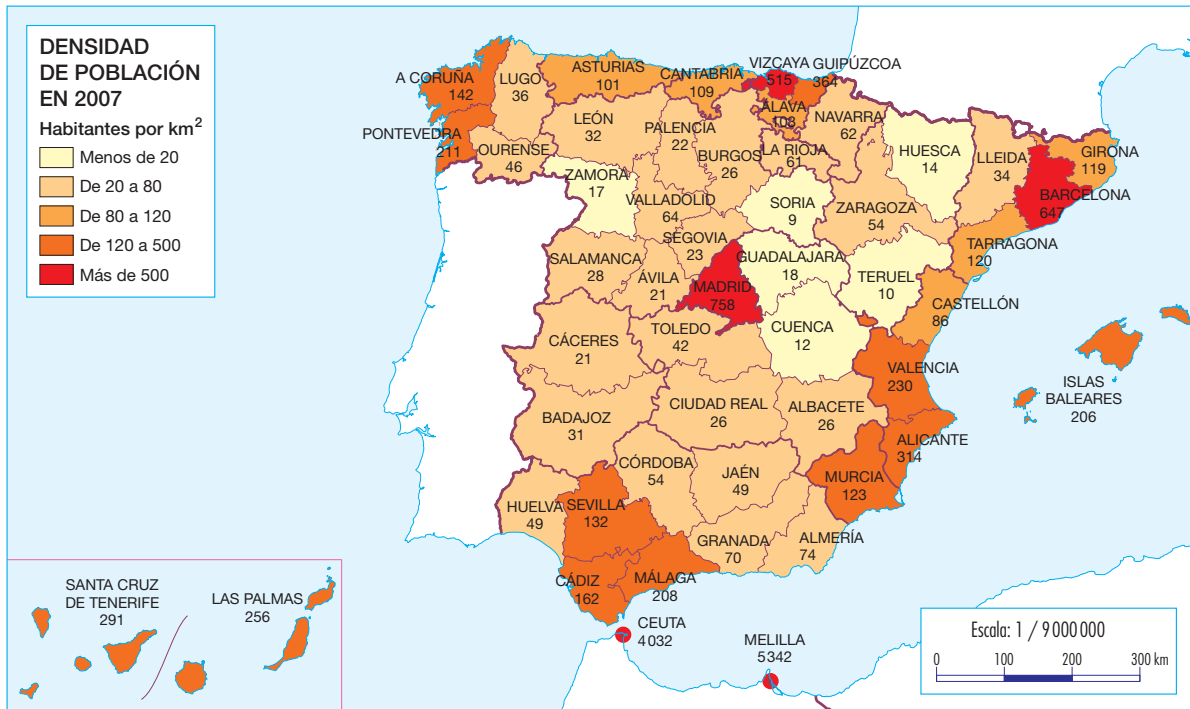 DENSIDAD
DE POBLACIÓN
EN 2007
Habitantes por km²
Menos de 20
De 20 a 80
De 80 a 120
De 120 a 500
Más de 500
A CORUÑA
142
LUGO
36
ASTURIAS
101
CANTABRIA
109
VIZCAYA
515
GUIPÚZCOA
364
PONTEVEDRA
211
OURENSE
46
LEÓN
32
PALENCIA
22
BURGOS
26
ÁLAVA
108
LA RIOJA
61
NAVARRA
62
HUESCA
14
LLEIDA
34
GIRONA
119
BARCELONA
647
ZAMORA
17
VALLADOLID
64
SORIA
9
ZARAGOZA
54
TARRAGONA
120
SEGOVIA
23
SALAMANCA
28
ÁVILA
21
MADRID
758
GUADALAJARA
18
TERUEL
10
CASTELLÓN
86
CÁCERES
21
TOLEDO
42
CUENCA
12
VALENCIA
230
ISLAS
BALEARES
206
BADAJOZ
31
CIUDAD REAL
26
ALBACETE
26
ALICANTE
314
CÓRDOBA
54
JAÉN
49
MURCIA
123
HUELVA
49
SEVILLA
132
GRANADA
70
ALMERÍA
74
CÁDIZ
162
MÁLAGA
208
CEUTA
4 032
MELILLA
5 342
SANTA CRUZ
DE TENERIFE
291
LAS PALMAS
256
Escala: 1 / 9 000 000
0 100 200 300 km